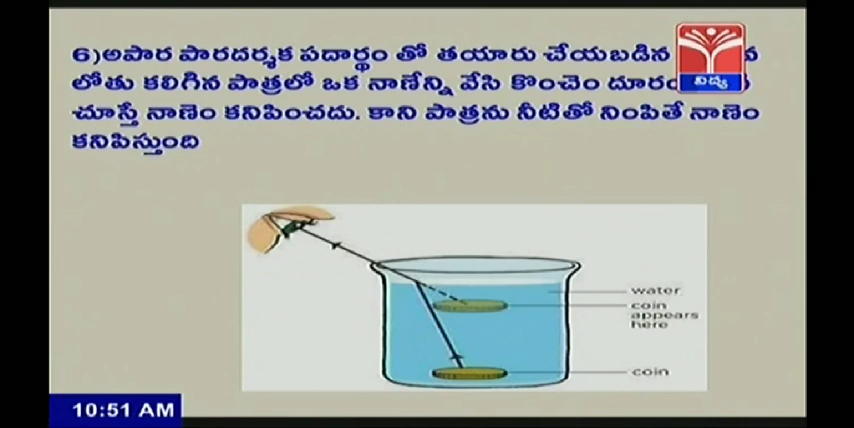 6)అపార పారదర్శక పదార్థం తో తయారు చేయబడిన
లోతు కలిగిన పాత్రలో ఒక నాణేన్ని వేసి కొంచెం దూరం
చూస్తే నాణెం కనిపించదు. కాని పాత్రను నీటితో నింపితే నాణెం
కనిపిస్తుంది
విద్య
water
coin
appears
here
coin
10:51 AM